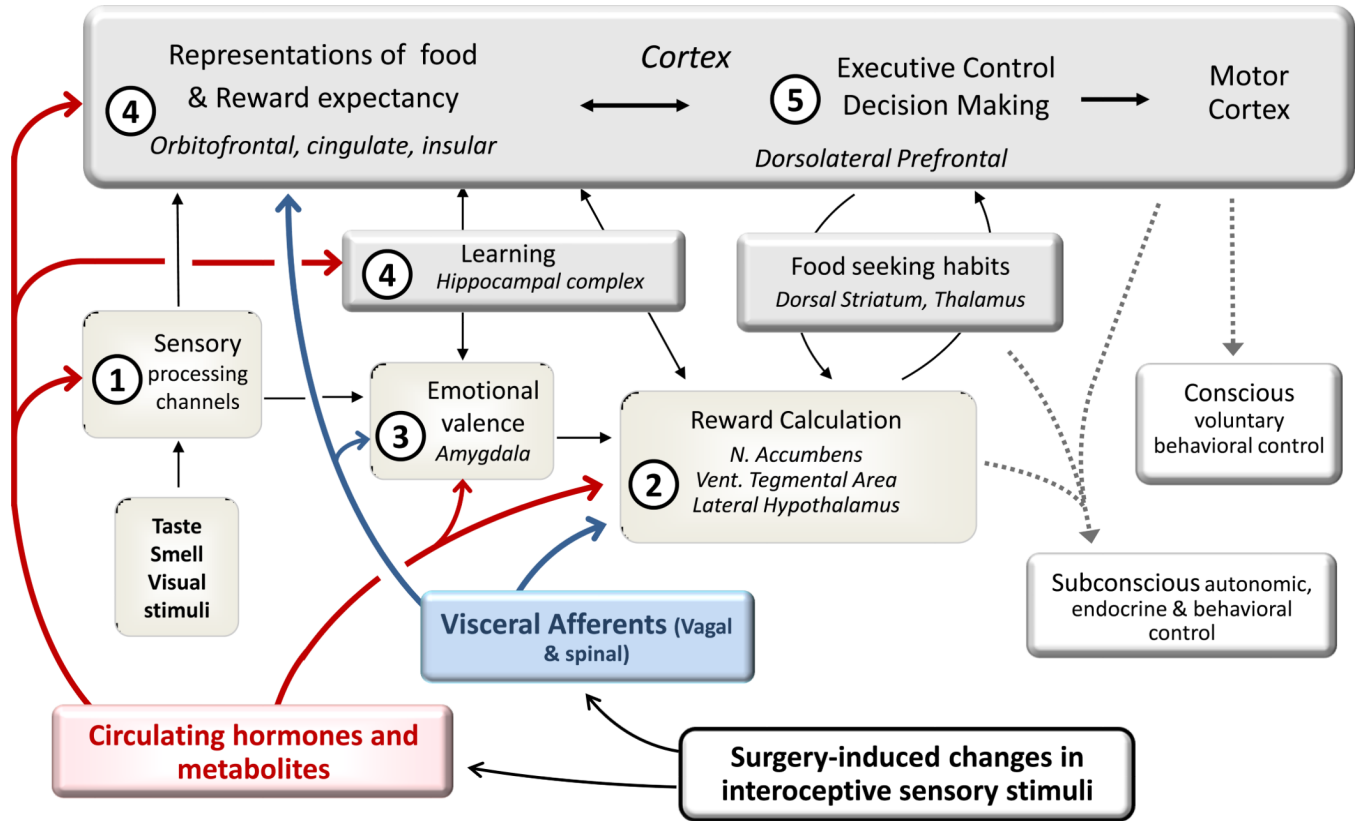 Representations of food
& Reward expectancy
4
Orbitofrontal, cingulate, insular
Cortex
Executive Control
5
Decision Making
Dorsolateral Prefrontal
Motor
Cortex
4
Learning
Hippocampal complex
Food seeking habits
Dorsal Striatum, Thalamus
1
Sensory
processing
channels
Emotional
valence
3
Amygdala
Reward Calculation
N. Accumbens
2
Vent. Tegmental Area
Lateral Hypothalamus
Conscious
voluntary
behavioral control
Taste
Smell
Visual
stimuli
Subconscious autonomic,
endocrine & behavioral
control
Visceral Afferents (Vagal
& spinal)
Circulating hormones and
metabolites
Surgery-induced changes in
interoceptive sensory stimuli